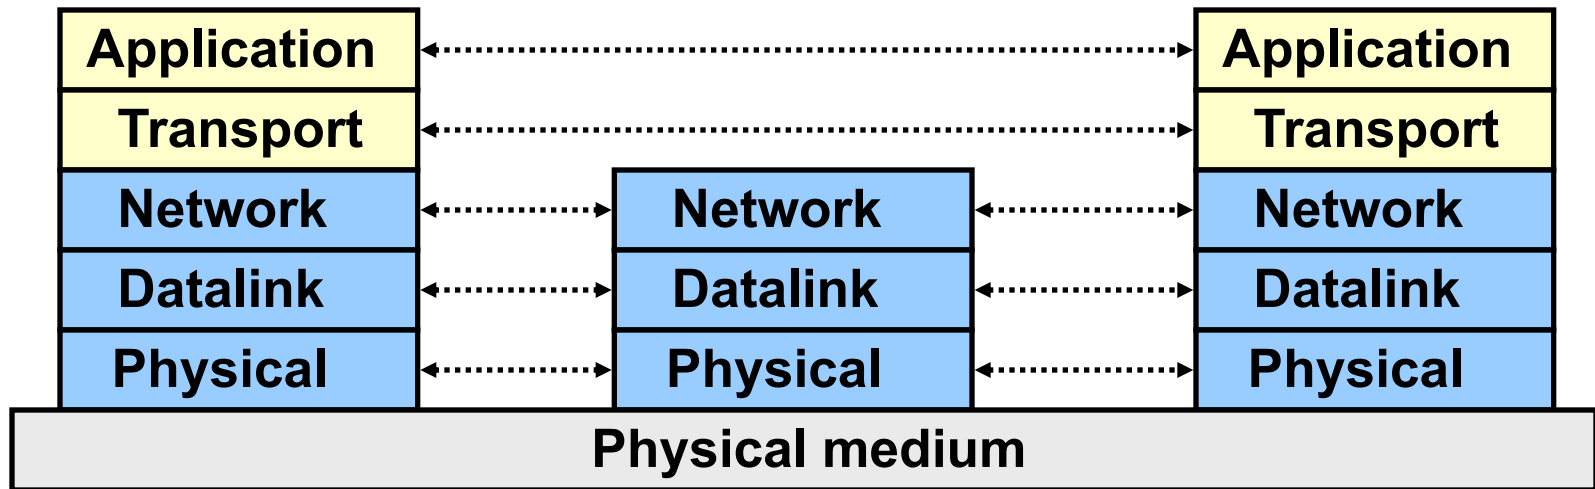 Application Application
Transport Transport
Network Network Network
Datalink Datalink Datalink
Physical Physical Physical
Physical medium